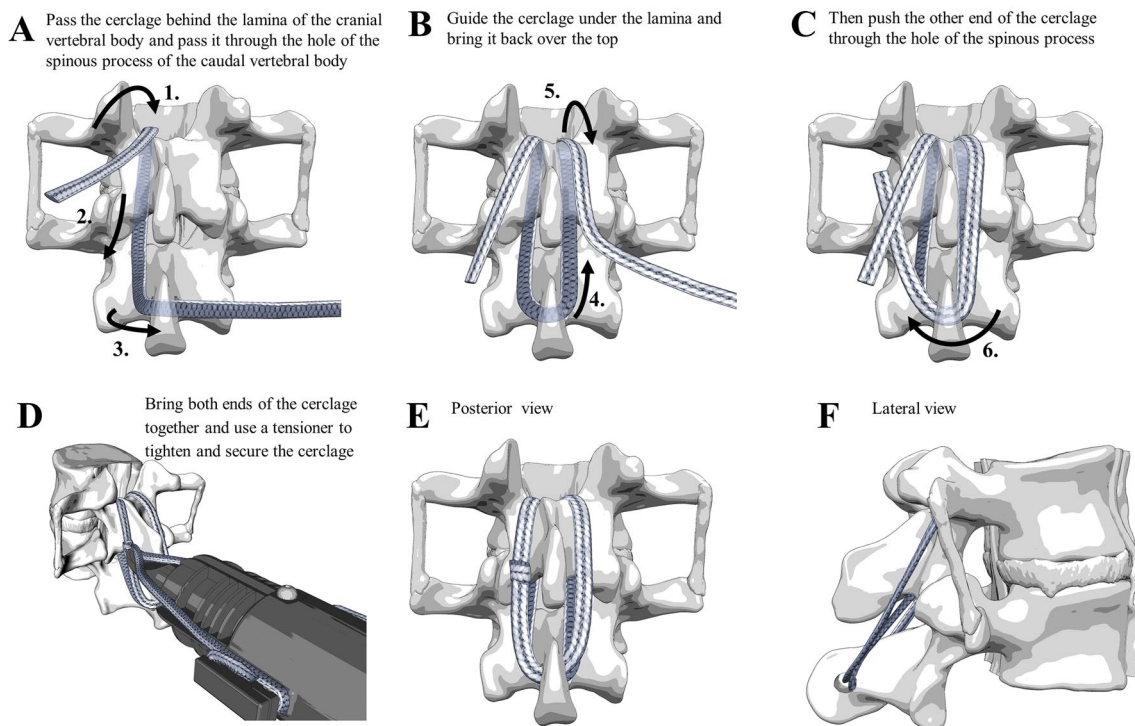 A
Pass the cerclage behind the lamina of the cranial
vertebral body and pass it through the hole of the
spinous process of the caudal vertebral body
1.
2.
3.
B
Guide the cerclage under the lamina and
bring it back over the top
5.
4.
C
Then push the other end of the cerclage
through the hole of the spinous process
6.
D
Bring both ends of the cerclage
together and use a tensioner to
tighten and secure the cerclage
E
Posterior view
F
Lateral view